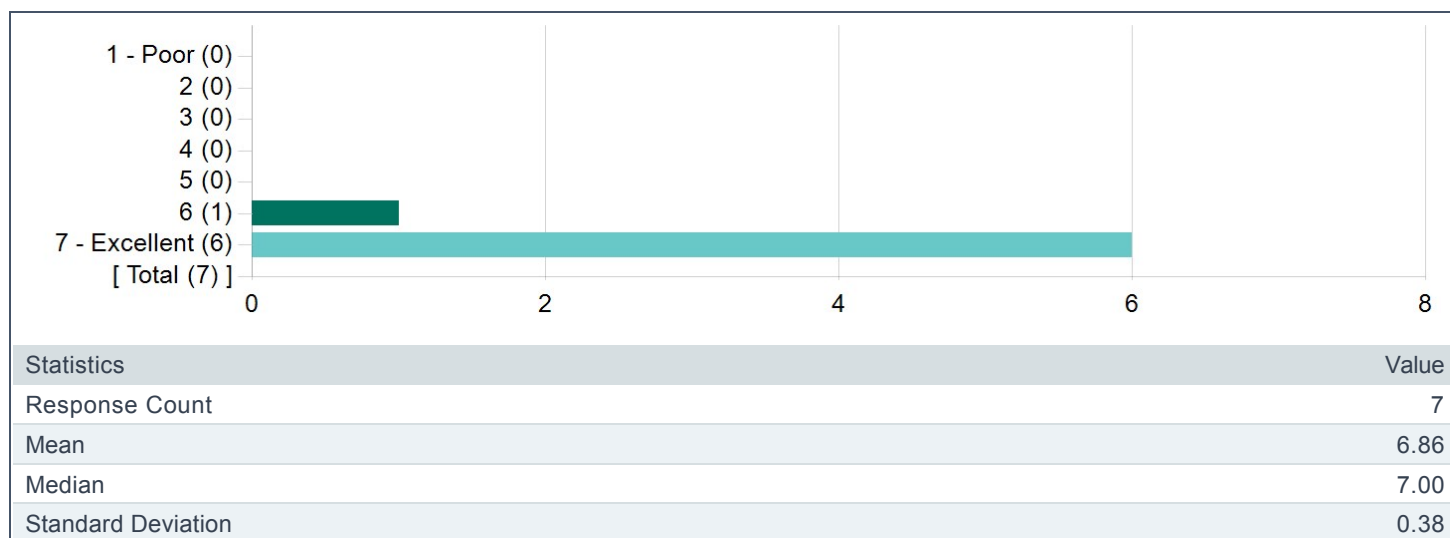 1 - Poor (0)
2 (0)
3 (0)
4 (0)
5 (0)
6 (1)
7 - Excellent (6)
[ Total (7) ]
0 2 4 6 8
Statistics Value
Response Count 7
Mean 6.86
Median 7.00
Standard Deviation 0.38